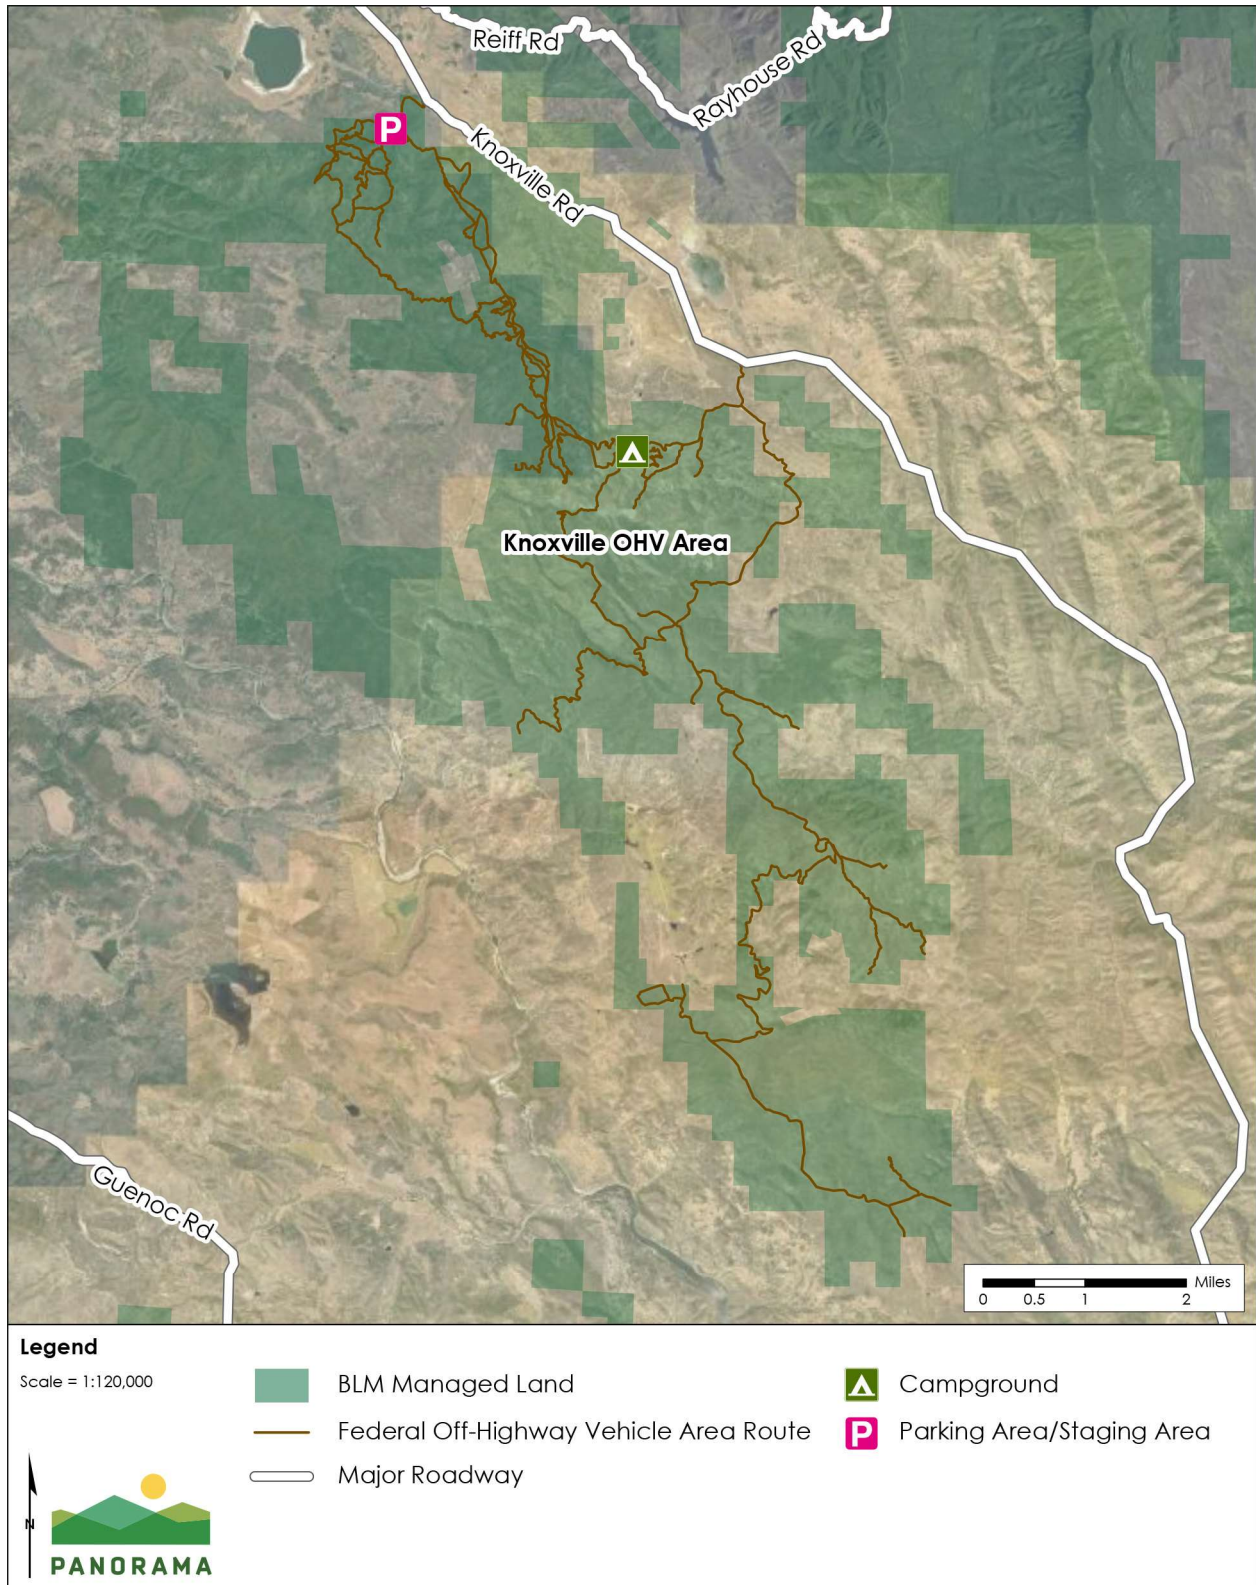 Reiff Rd
Rayhouse Rd
P
Knoxville Rd
Knoxville OHV Area
Guenoc Rd
Miles
0 0.5 1 2
Legend
Scale = 1:120,000
BLM Managed Land
Campground
Federal Off-Highway Vehicle Area Route
P Parking Area/Staging Area
Major Roadway
N
PANORAMA